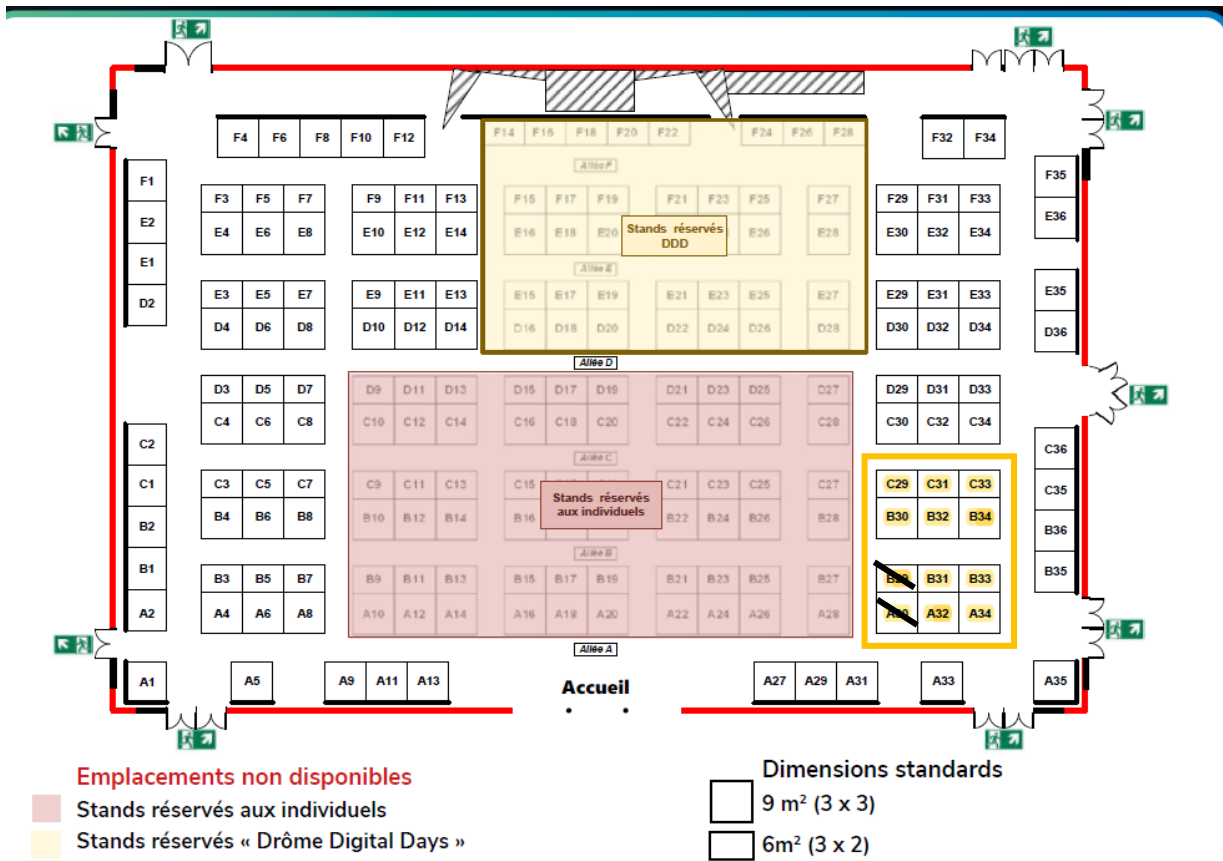 F4 F6 F8 F10 F12
F14 F16 F18 F20 F22 F24 F26 F28
F32 F34
Allée F
F1
E2
E1
D2
F3 F5 F7 F9 F11 F13 F15 F17 F19 F21 F23 F25 F27 F29 F31 F33
E4 E6 E8 E10 E12 E14 E16 E18 E20 E26 E28 E30 E32 E34
Stands réservés
DDD
F35
E36
Allée E
E3 E5 E7 E9 E11 E13 E15 E17 E19 E21 E23 E25 E27 E29 E31 E33
D4 D6 D8 D10 D12 D14 D16 D18 D20 D22 D24 D26 D28 D30 D32 D34
E35
D36
Allée D
D3 D5 D7 D9 D11 D13 D15 D17 D19 D21 D23 D25 D27 D29 D31 D33
C4 C6 C8 C10 C12 C14 C16 C18 C20 C22 C24 C26 C28 C30 C32 C34
Allée C
C2
C1
B2
B1
A2
C3 C5 C7 C9 C11 C13 C15 C21 C23 C25 C27 C29 C31 C33
B4 B6 B8 B10 B12 B14 B16 B22 B24 B26 B28 B30 B32 B34
Stands réservés
aux individuels
C36
C35
B36
B35
Allée B
B3 B5 B7 B9 B11 B13 B15 B17 B19 B21 B23 B25 B27 B29 B31 B33
A4 A6 A8 A10 A12 A14 A16 A18 A20 A22 A24 A26 A28 A30 A32 A34
Allée A
A1 A5 A9 A11 A13
Accueil
A27 A29 A31 A33 A35
Emplacements non disponibles
Stands réservés aux individuels
Stands réservés « Drôme Digital Days »
Dimensions standards
9 m² (3 x 3)
6m² (3 x 2)